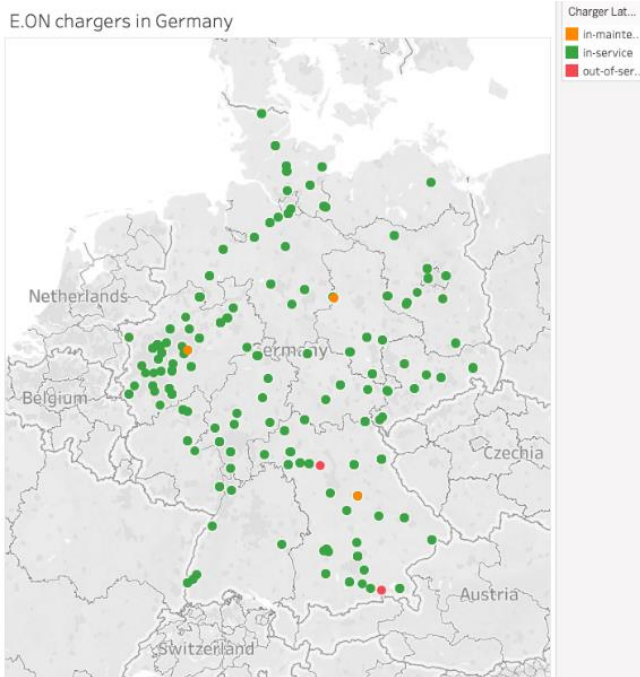 E.ON chargers in Germany
Charger Lat...
in-mainte...
in-service
out-of-ser...
Netherlands
Germany
Belgium
Czechia
Austria
Switzerland